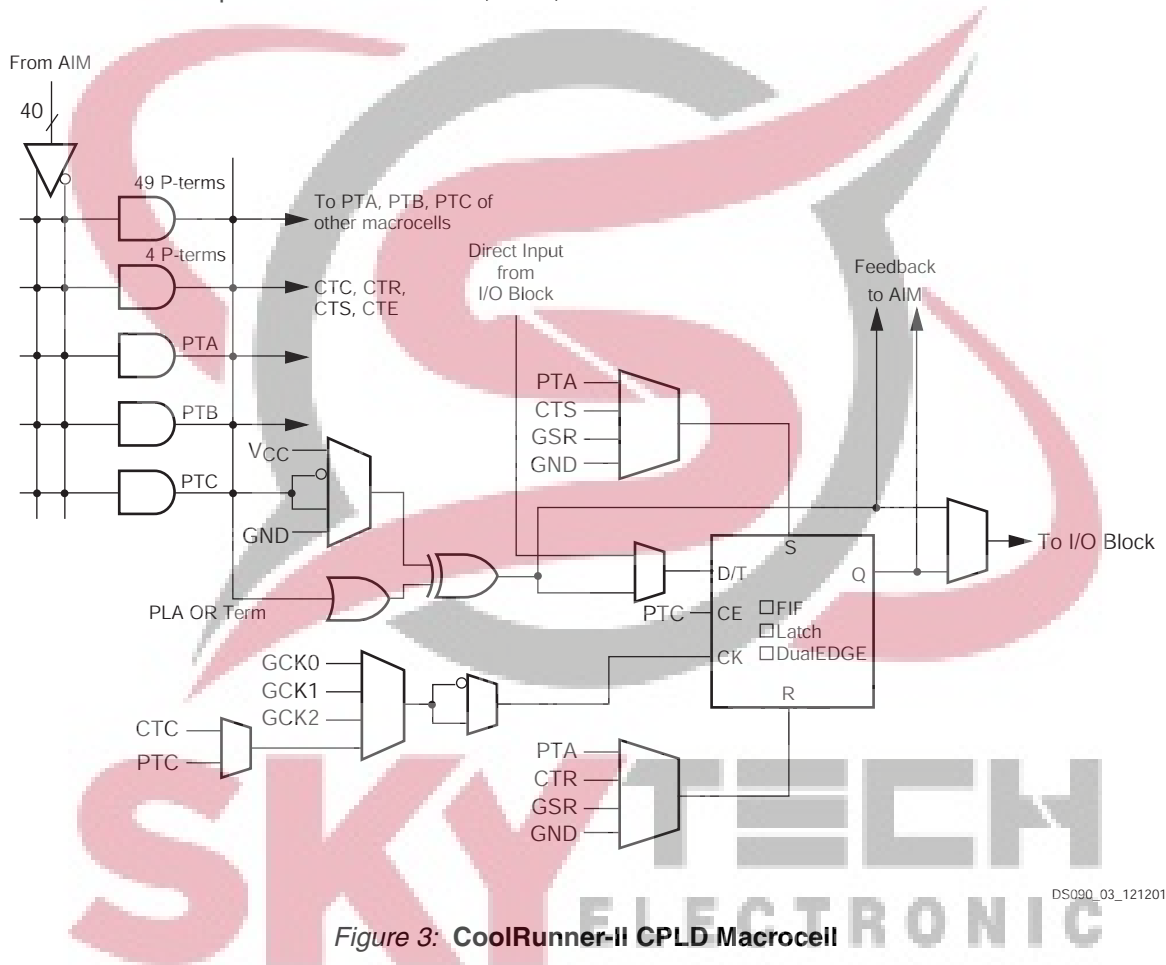 From AIM
40
49 P-terms
To PTA, PTB, PTC of
other macrocells
4 P-terms
CTC, CTR,
CTS, CTE
PTA
PTB
PTC
VCC
GND
PLA OR Term
Direct Input
from
I/O Block
PTA
CTS
GSR
GND
Feedback
to AIM
To I/O Block
S
D/T
Q
PTC
CE
FIF
Latch
DualEDGE
CK
R
GCK0
GCK1
GCK2
CTC
PTC
PTA
CTR
GSR
GND
SKYTECH
ELECTRONIC
DS090_03_121201
Figure 3: CoolRunner-II CPLD Macrocell